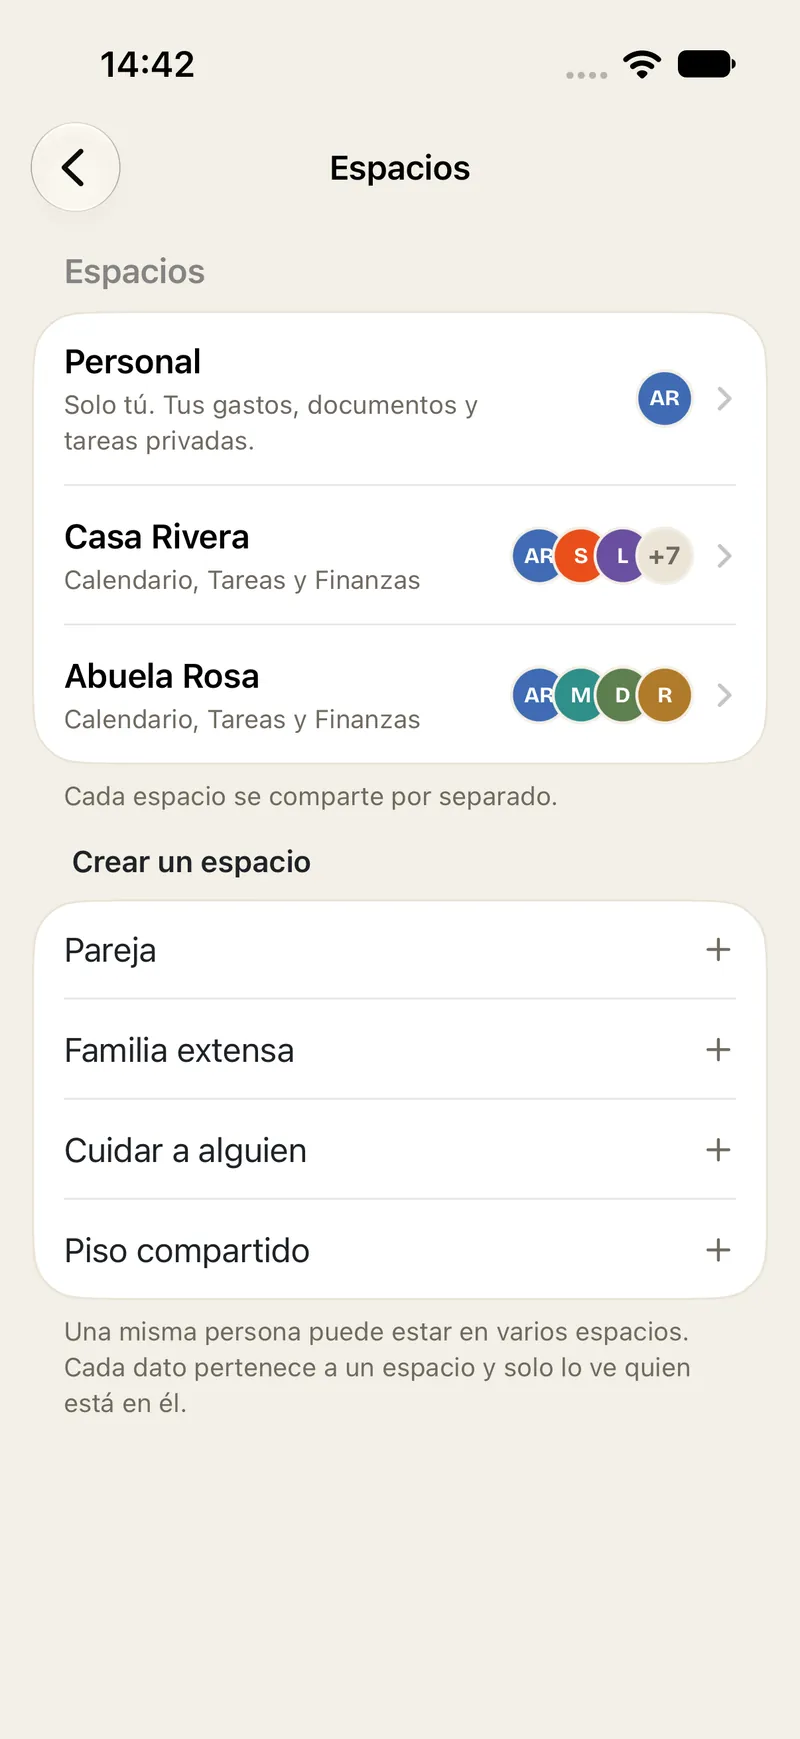 14:42
Espacios
Espacios
Personal
Solo tú. Tus gastos, documentos y
tareas privadas.
AR
Casa Rivera
Calendario, Tareas y Finanzas
AR S L +7
Abuela Rosa
Calendario, Tareas y Finanzas
AR M D R
Cada espacio se comparte por separado.
Crear un espacio
Pareja +
Familia extensa +
Cuidar a alguien +
Piso compartido +
Una misma persona puede estar en varios espacios.
Cada dato pertenece a un espacio y solo lo ve quien
está en él.